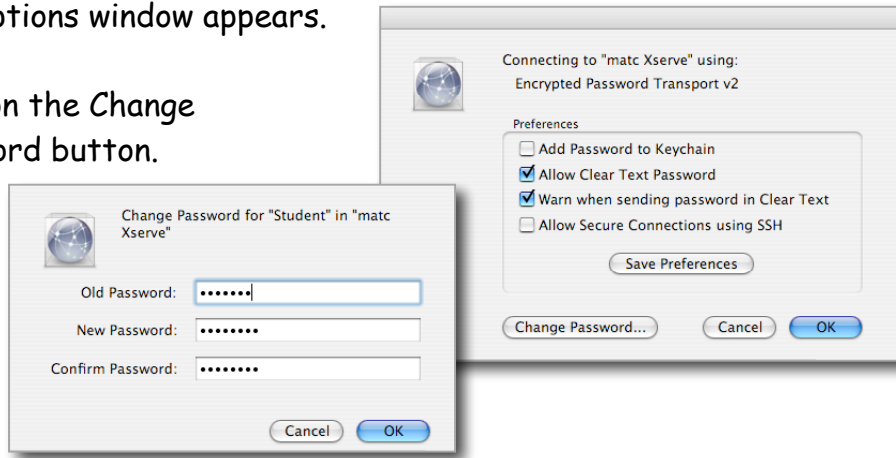 ptions window appears.
on the Change
ord button.
Connecting to "matc Xserve" using:
Encrypted Password Transport v2
Preferences
Add Password to Keychain
Allow Clear Text Password
Warn when sending password in Clear Text
Allow Secure Connections using SSH
Save Preferences
Change Password... Cancel OK
Change Password for "Student" in "matc
Xserve"
Old Password: •••••••
New Password: ••••••••
Confirm Password: ••••••••
Cancel OK